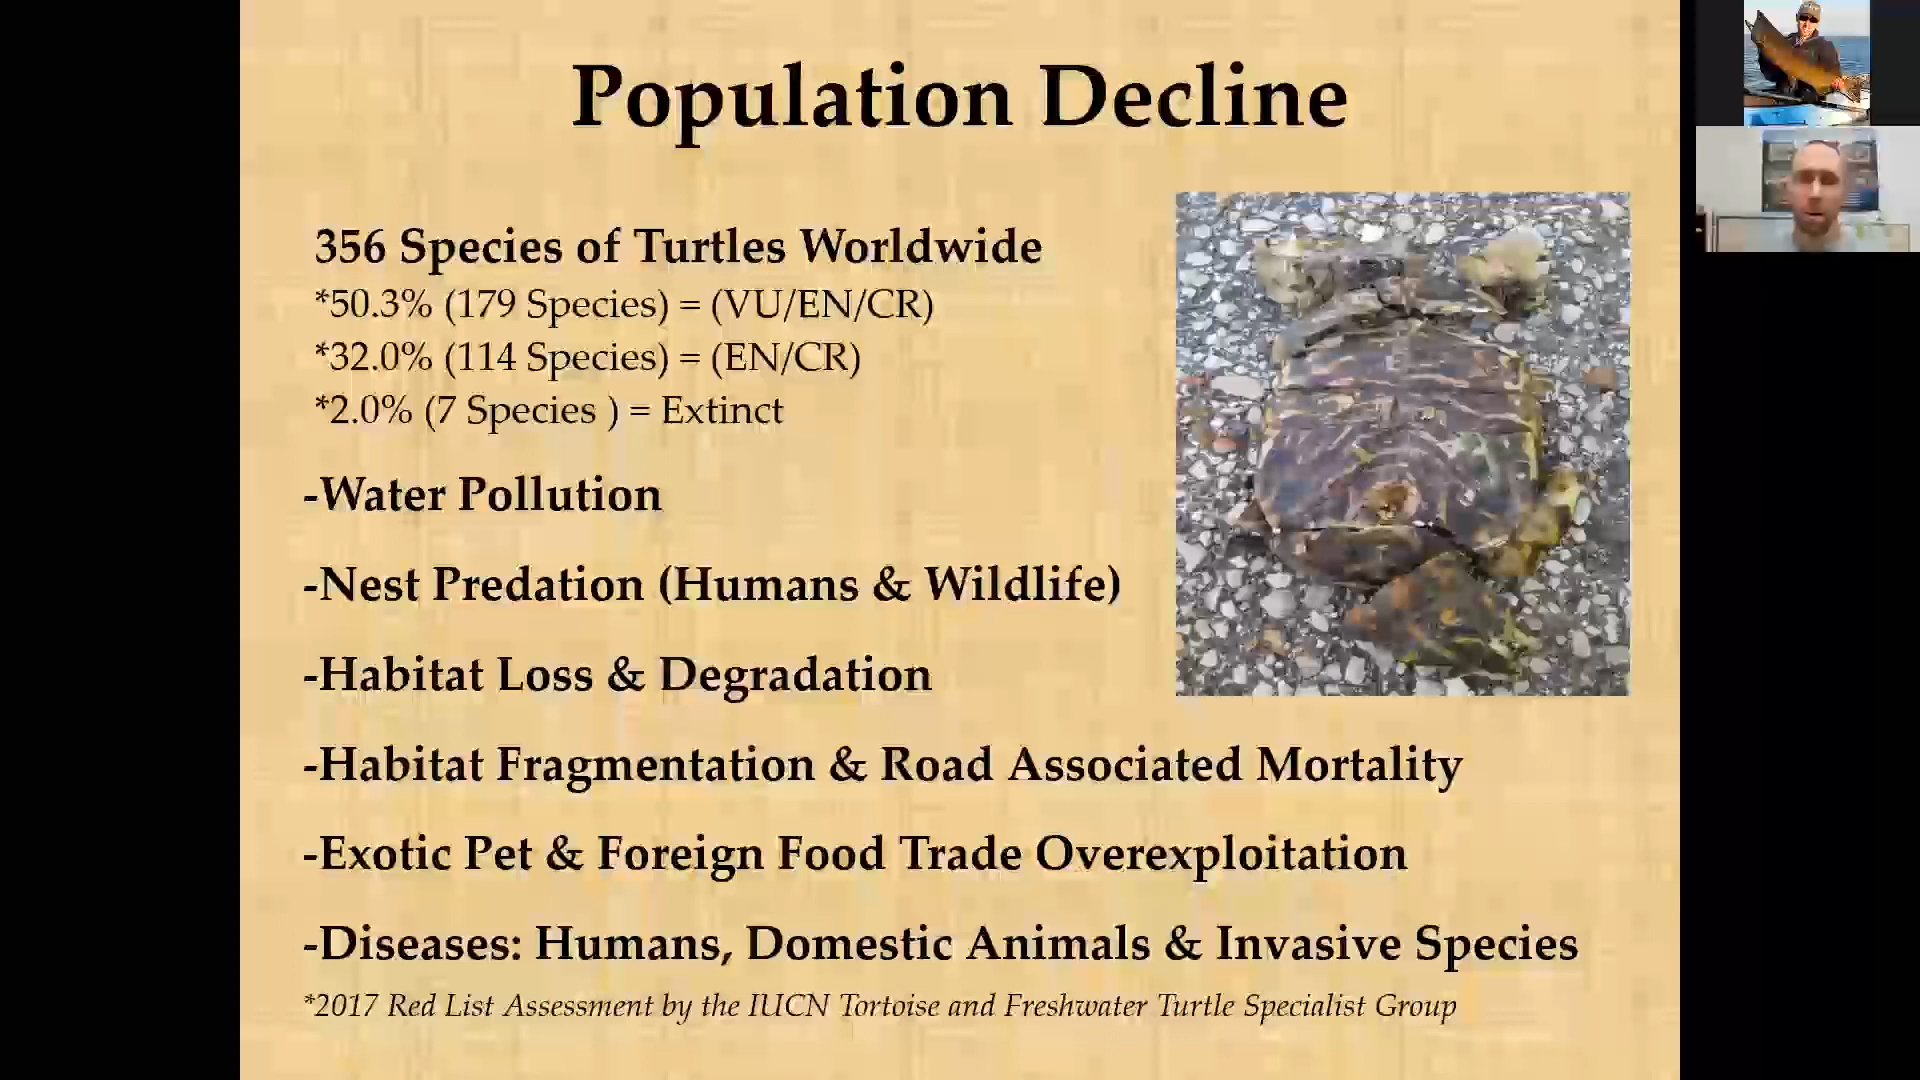 Population Decline
356 Species of Turtles Worldwide
*50.3% (179 Species) = (VU/EN/CR)
*32.0% (114 Species) = (EN/CR)
*2.0% (7 Species ) = Extinct
-Water Pollution
-Nest Predation (Humans & Wildlife)
-Habitat Loss & Degradation
-Habitat Fragmentation & Road Associated Mortality
-Exotic Pet & Foreign Food Trade Overexploitation
-Diseases: Humans, Domestic Animals & Invasive Species
*2017 Red List Assessment by the IUCN Tortoise and Freshwater Turtle Specialist Group